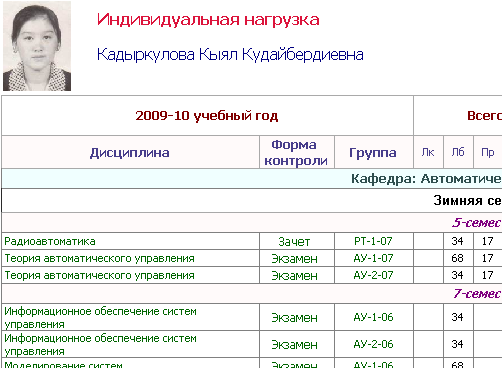 Индивидуальная нагрузка
Кадыркулова Кыял Кудайбердиевна
2009-10 учебный год Всего
Дисциплина Форма контроли Группа Лк Лб Пр
Кафедра: Автоматиче
Зимняя се
5-семес
Радиоавтоматика Зачет РТ-1-07 34 17
Теория автоматического управления Экзамен АУ-1-07 68 17
Теория автоматического управления Экзамен АУ-2-07 34 17
7-семес
Информационное обеспечение систем управления Экзамен АУ-1-06 34
Информационное обеспечение систем управления Экзамен АУ-2-06 34
Моделирование систем Экзамен АУ-1-06 68